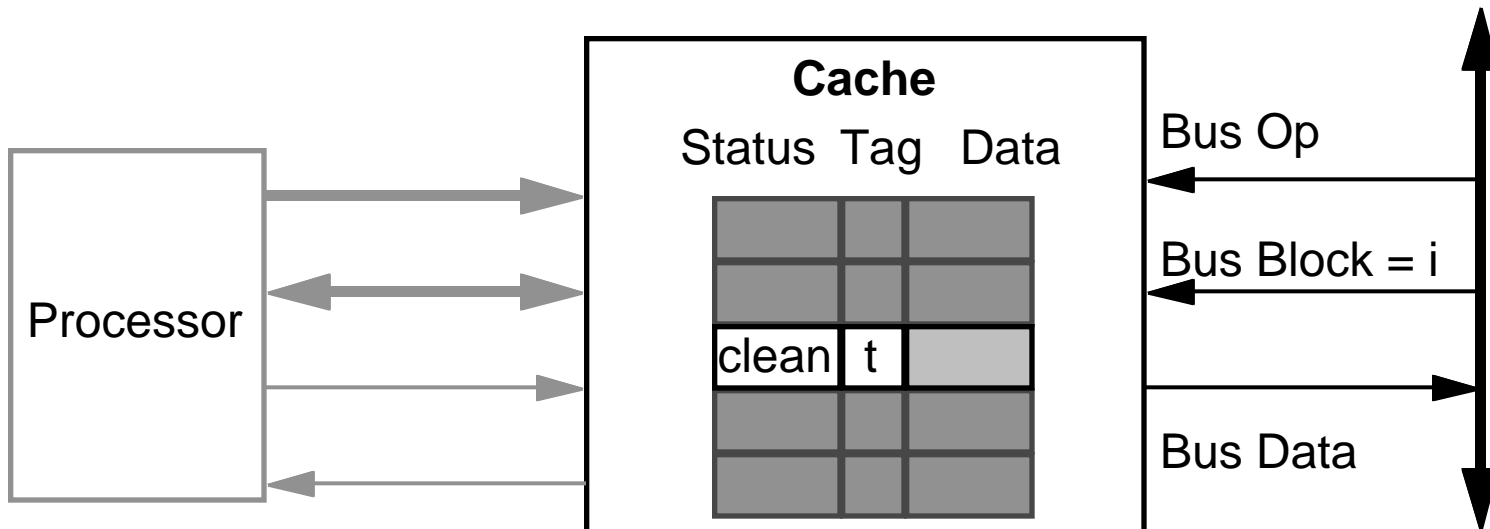 Cache
Status Tag Data
Bus Op
Bus Block = i
Processor
clean t
Bus Data